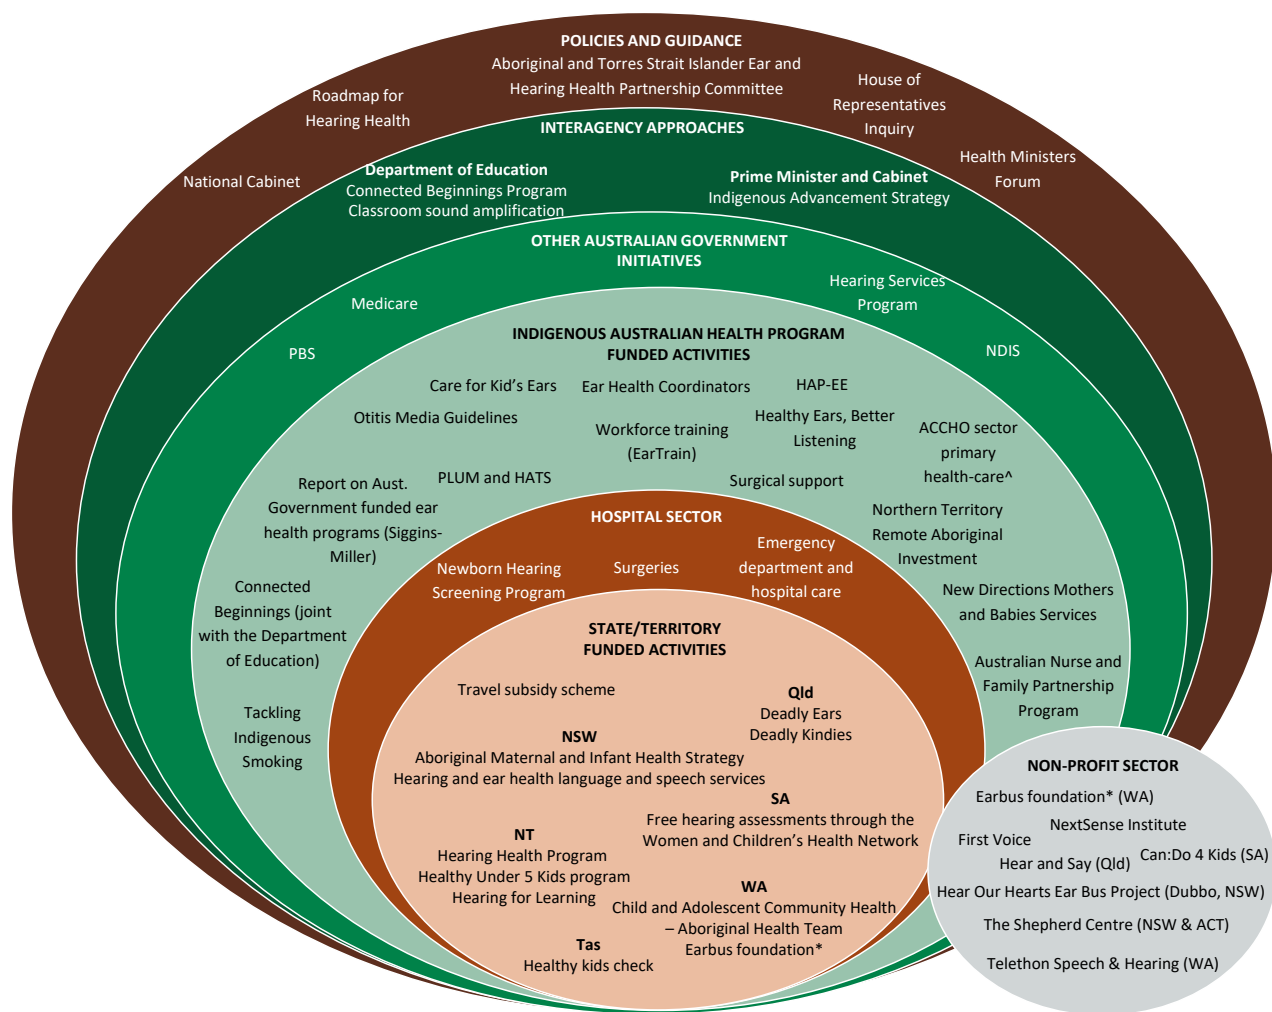 POLICIES AND GUIDANCE
Aboriginal and Torres Strait Islander Ear and
Hearing Health Partnership Committee
Roadmap for
Hearing Health
House of
Representatives
Inquiry
National Cabinet
Health Ministers
Forum
INTERAGENCY APPROACHES
Department of Education
Connected Beginnings Program
Classroom sound amplification
Prime Minister and Cabinet
Indigenous Advancement Strategy
OTHER AUSTRALIAN GOVERNMENT
INITIATIVES
Medicare
Hearing Services
Program
PBS
NDIS
INDIGENOUS AUSTRALIAN HEALTH PROGRAM
FUNDED ACTIVITIES
Care for Kid’s Ears
Ear Health Coordinators
HAP-EE
Otitis Media Guidelines
Workforce training
(EarTrain)
Healthy Ears, Better
Listening
ACCHO sector
primary
health-care^
Report on Aust.
Government funded ear
health programs (Siggins-
Miller)
PLUM and HATS
Surgical support
Northern Territory
Remote Aboriginal
Investment
Connected
Beginnings (joint
with the Department
of Education)
New Directions Mothers
and Babies Services
Tackling
Indigenous
Smoking
Australian Nurse and
Family Partnership
Program
HOSPITAL SECTOR
Newborn Hearing
Screening Program
Surgeries
Emergency
department and
hospital care
STATE/TERRITORY
FUNDED ACTIVITIES
Travel subsidy scheme
Qld
Deadly Ears
Deadly Kindies
NSW
Aboriginal Maternal and Infant Health Strategy
Hearing and ear health language and speech services
SA
Free hearing assessments through the
Women and Children’s Health Network
NT
Hearing Health Program
Healthy Under 5 Kids program
Hearing for Learning
WA
Child and Adolescent Community Health
– Aboriginal Health Team
Earbus foundation*
Tas
Healthy kids check
NON-PROFIT SECTOR
Earbus foundation* (WA)
NextSense Institute
First Voice
Can:Do 4 Kids (SA)
Hear and Say (Qld)
Hear Our Hearts Ear Bus Project (Dubbo, NSW)
The Shepherd Centre (NSW & ACT)
Telethon Speech & Hearing (WA)